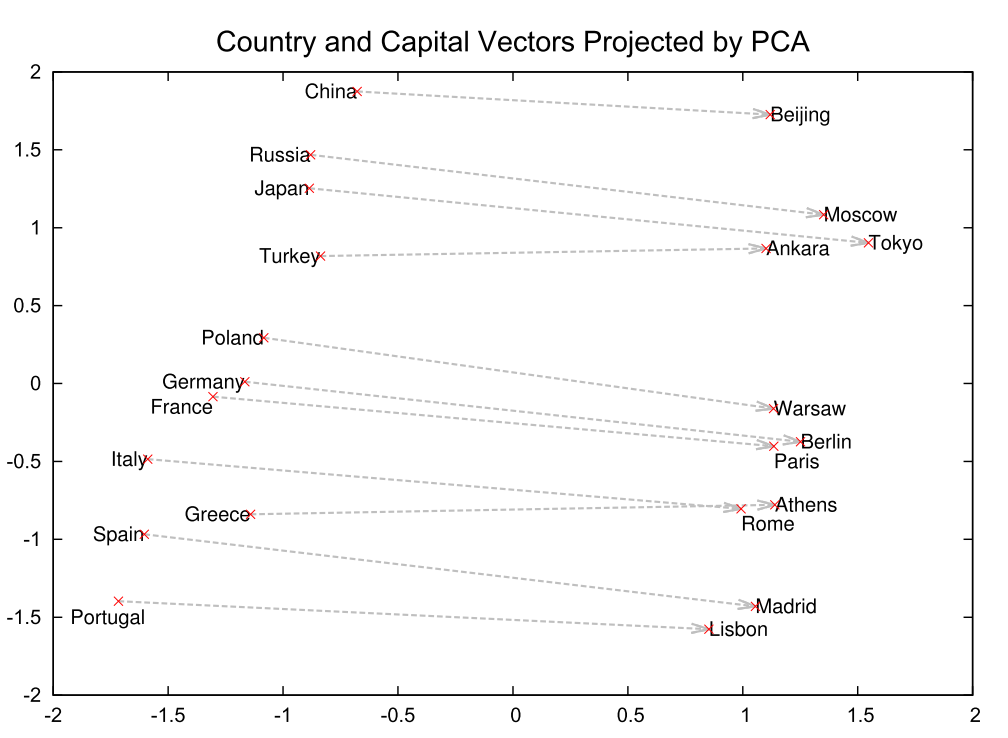 Country and Capital Vectors Projected by PCA
2
China
Beijing
1.5
Russia
Japan
Moscow
1
Tokyo
Turkey
Ankara
0.5
Poland
0
Germany
France
Warsaw
Berlin
-0.5
Italy
Paris
Athens
Greece
Rome
-1
Spain
Madrid
-1.5
Portugal
Lisbon
-2
-2 -1.5 -1 -0.5 0 0.5 1 1.5 2